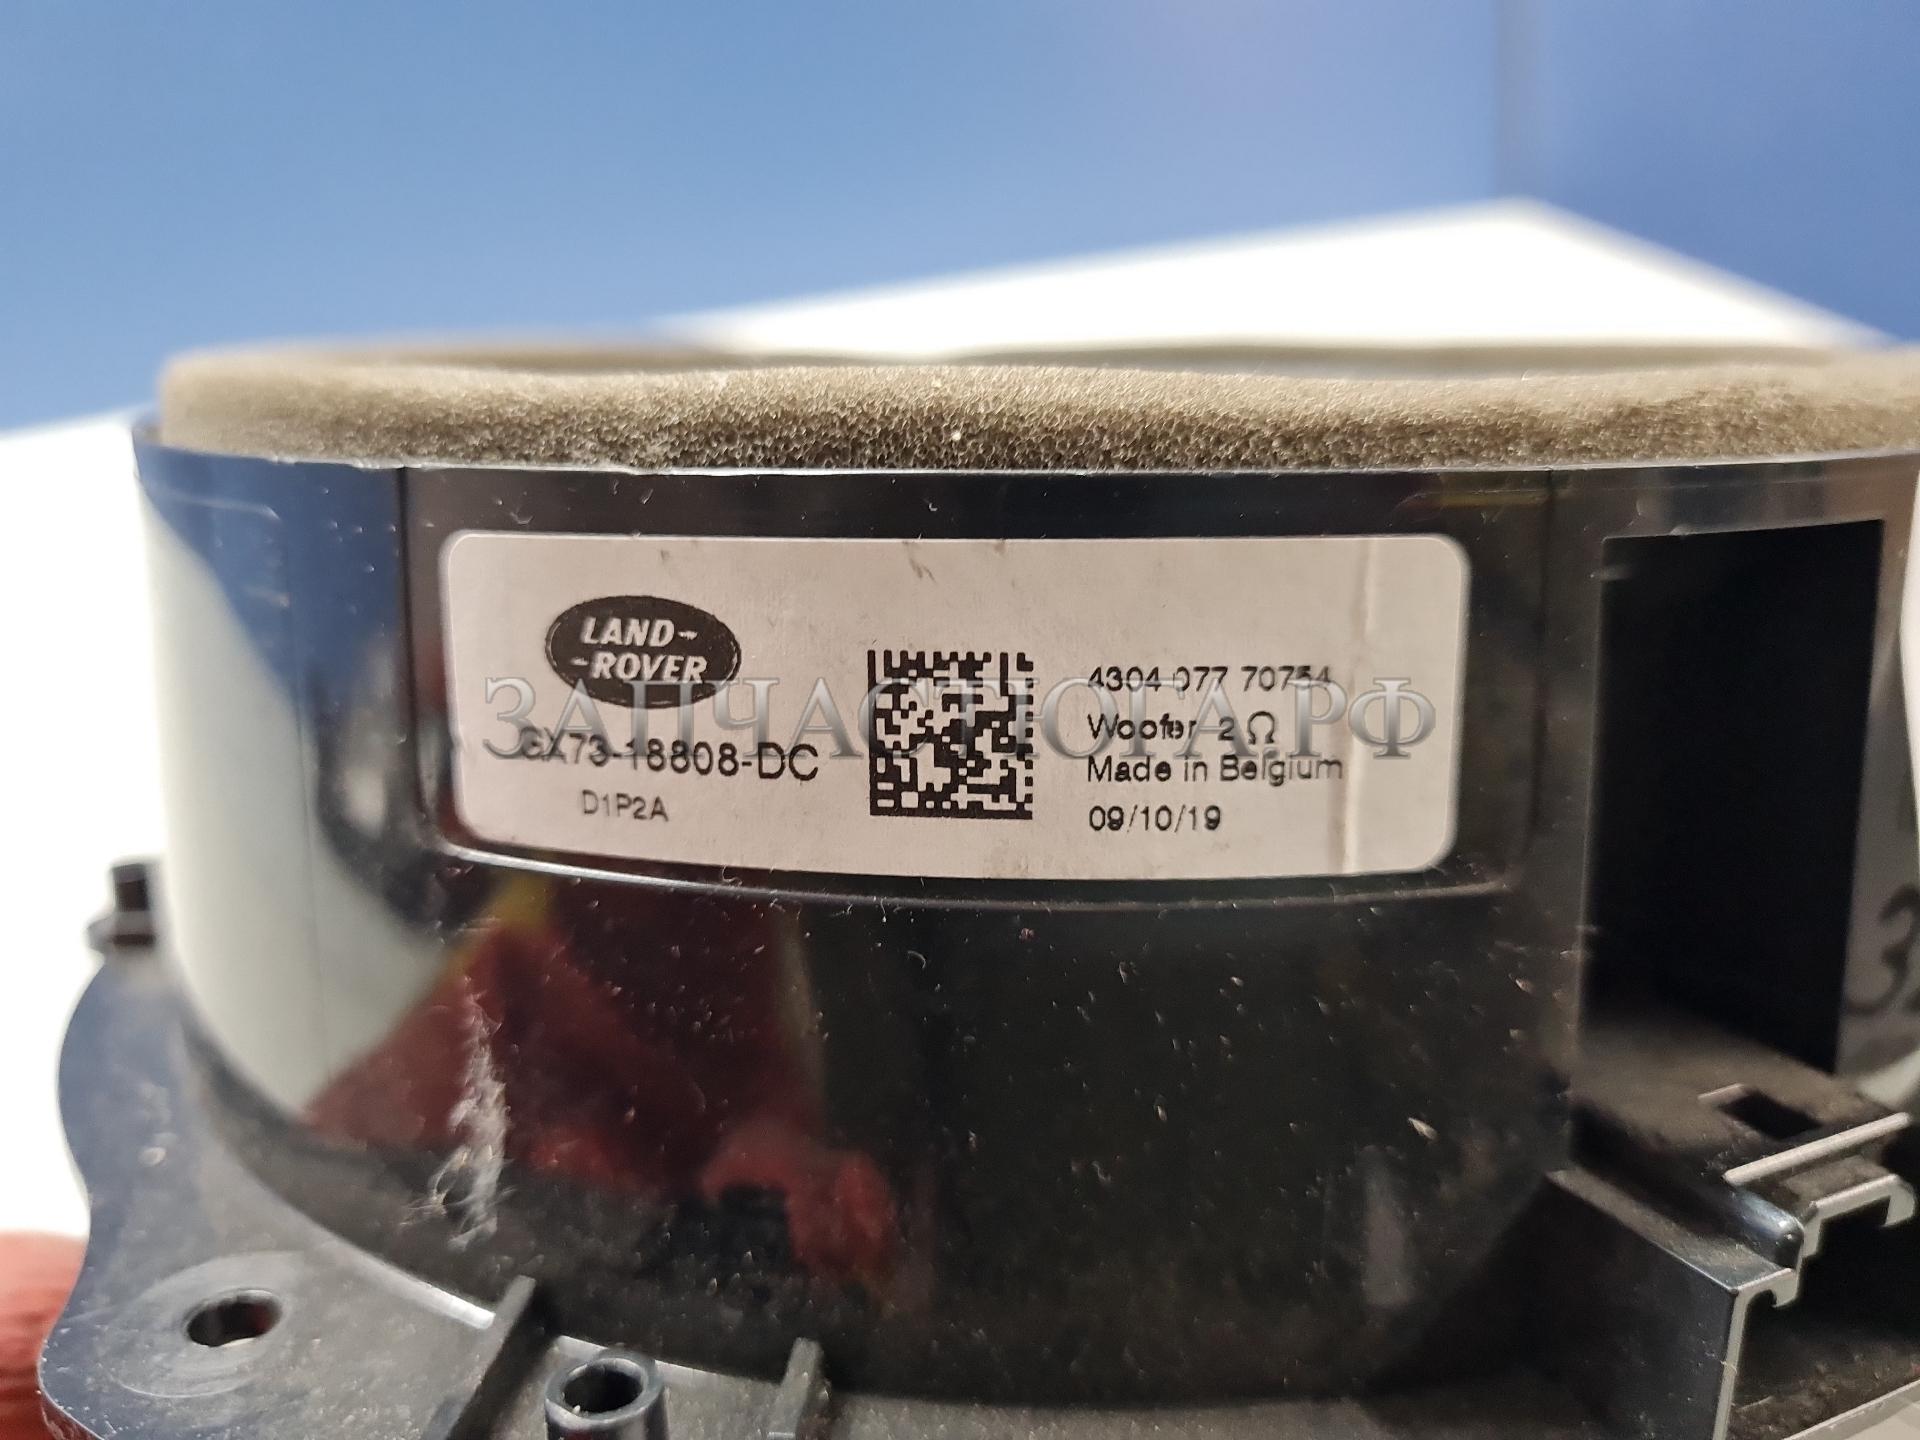 LAND-
-ROVER
GX73-18808-DC
D1P2A
4304 077 70754
Woofer 2 Ω
Made in Belgium
09/10/19
ЗАПЧАСТЮГА.РФ